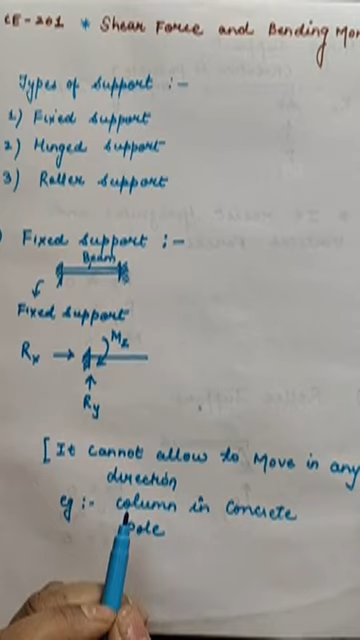 CE-201 * Shear Force and Bending Mom
Types of Support :-
1) Fixed Support
2) Hinged Support
3) Roller Support
) Fixed Support :-
Beam
Fixed Support
Rx → Mz
Ry
[It cannot allow to Move in any
direction
eg :- column in Concrete
Pole